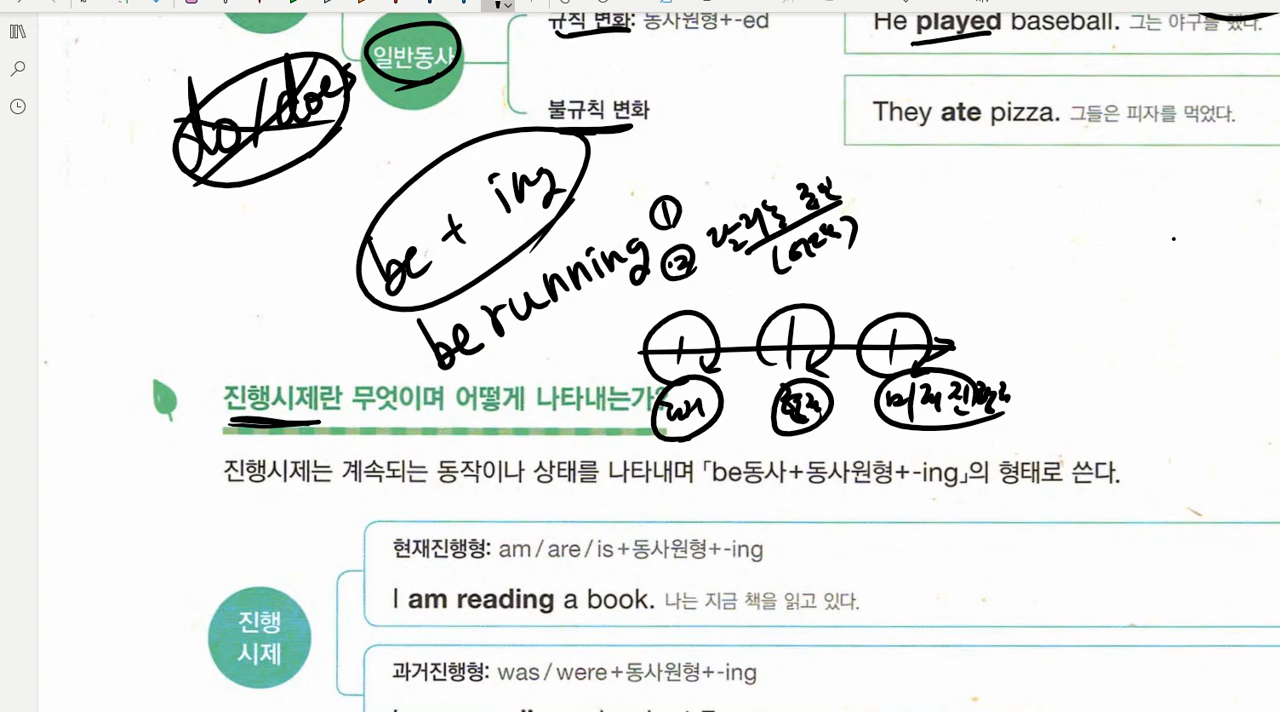 규칙 변화: 동사원형+-ed
He played baseball. 그는 야구를 했다.
일반동사
do/does
불규칙 변화
They ate pizza. 그들은 피자를 먹었다.
be + ing
be running ① ②
달리는 중인
진행시제란 무엇이며 어떻게 나타내는가?
과거 현재 미래진행
진행시제는 계속되는 동작이나 상태를 나타내며 「be동사+동사원형+-ing」의 형태로 쓴다.
진행
시제
현재진행형: am/are/is+동사원형+-ing
I am reading a book. 나는 지금 책을 읽고 있다.
과거진행형: was/were+동사원형+-ing